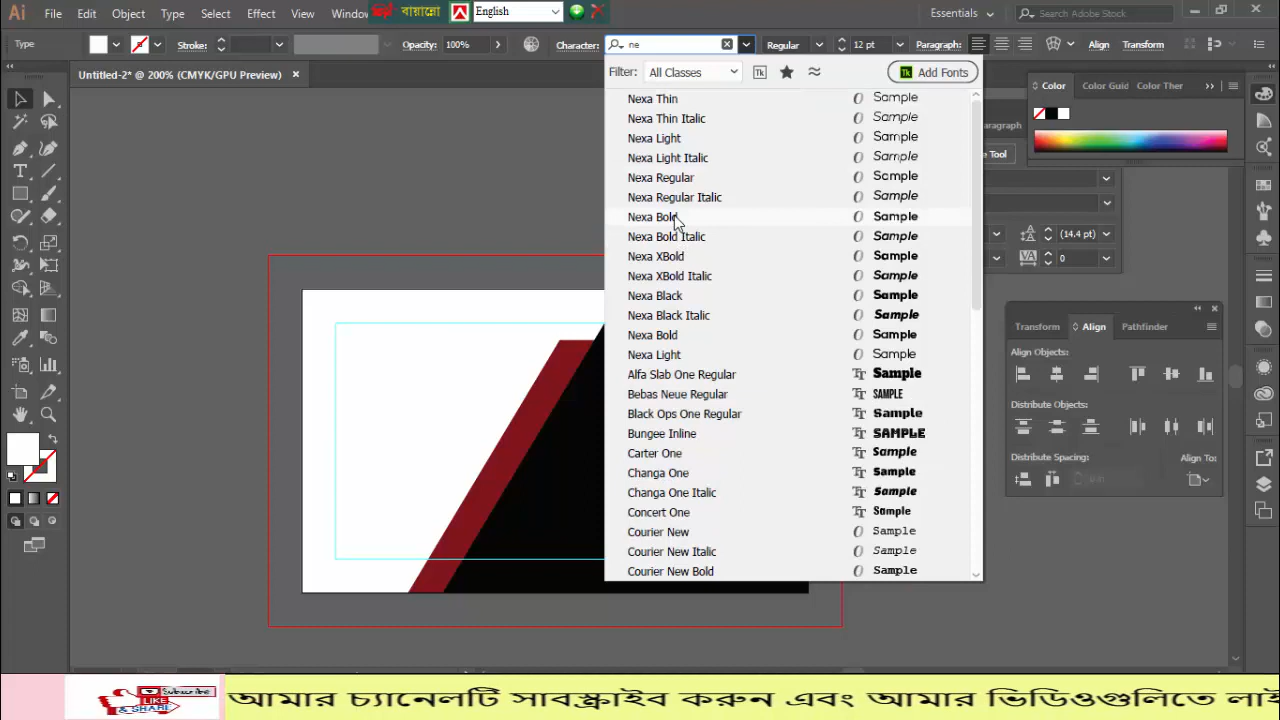 Ai File Edit Object Type Select Effect View Window বায়ান্নো English Essentials Search Adobe Stock
Type Stroke: Opacity: 100% Character: ne Regular 12 pt Paragraph: Align Transform
Untitled-2* @ 200% (CMYK/GPU Preview)
Filter: All Classes Add Fonts
Color Color Guid Color Ther
Nexa Thin Sample
Nexa Thin Italic Sample
Nexa Light Sample
Nexa Light Italic Sample
Nexa Regular Sample
Nexa Regular Italic Sample
Nexa Bold Sample
Nexa Bold Italic Sample
Nexa XBold Sample
Nexa XBold Italic Sample
Nexa Black Sample
Nexa Black Italic Sample
Nexa Bold Sample
Nexa Light Sample
Alfa Slab One Regular Sample
Bebas Neue Regular SAMPLE
Black Ops One Regular Sample
Bungee Inline SAMPLE
Carter One Sample
Changa One Sample
Changa One Italic Sample
Concert One Sample
Courier New Sample
Courier New Italic Sample
Courier New Bold Sample
aragraph
e Tool
(14.4 pt)
0
Transform Align Pathfinder
Align Objects:
Distribute Objects:
Distribute Spacing: Align To:
Subscribe
LIKE
& SHARE
আমার চ্যানেলটি সাবস্ক্রাইব করুন এবং আমার ভিডিওগুলিতে লাই